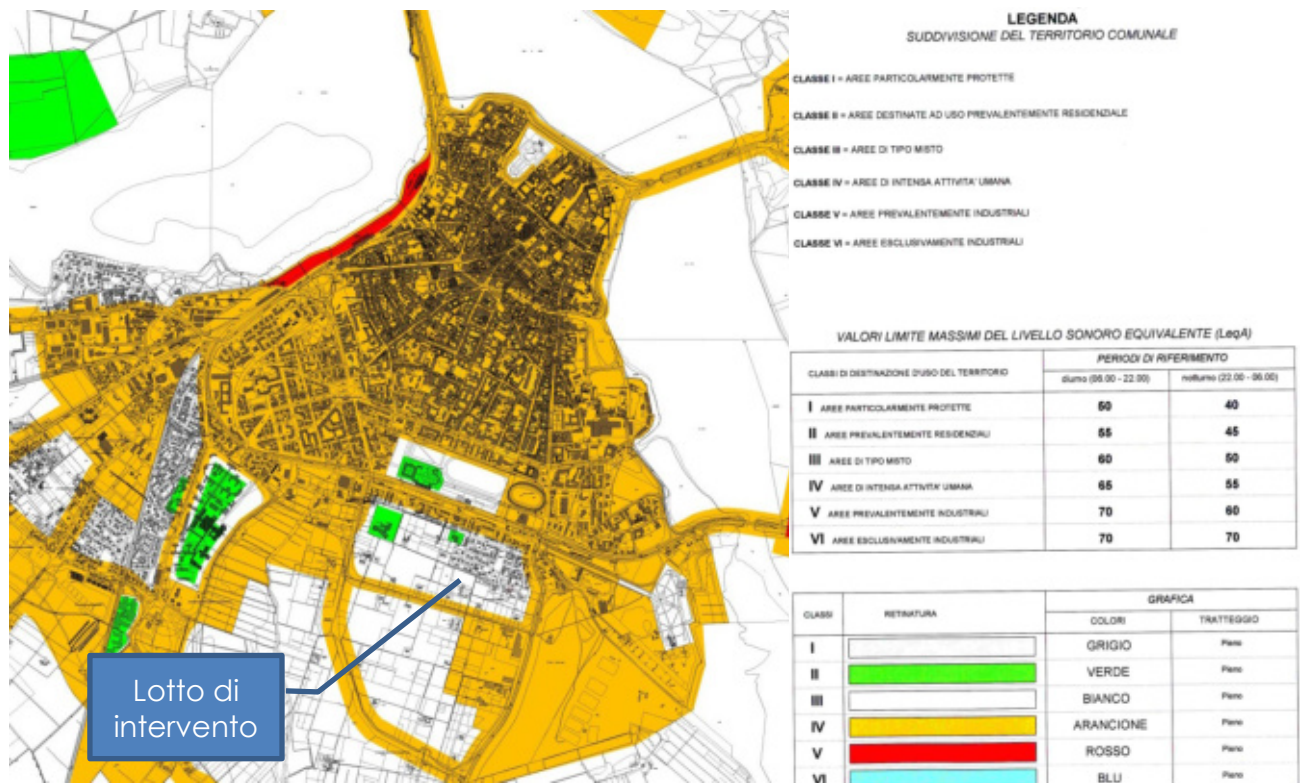 LEGENDA
SUDDIVISIONE DEL TERRITORIO COMUNALE
CLASSE I = AREE PARTICOLARMENTE PROTETTE
CLASSE II = AREE DESTINATE AD USO PREVALENTEMENTE RESIDENZIALE
CLASSE III = AREE DI TIPO MISTO
CLASSE IV = AREE DI INTENSA ATTIVITA' UMANA
CLASSE V = AREE PREVALENTEMENTE INDUSTRIALI
CLASSE VI = AREE ESCLUSIVAMENTE INDUSTRIALI
VALORI LIMITE MASSIMI DEL LIVELLO SONORO EQUIVALENTE (LeqA)
CLASSI DI DESTINAZIONE D'USO DEL TERRITORIO
PERIODI DI RIFERIMENTO
diurno (06.00 - 22.00) notturno (22.00 - 06.00)
I AREE PARTICOLARMENTE PROTETTE 50 40
II AREE PREVALENTEMENTE RESIDENZIALI 55 45
III AREE DI TIPO MISTO 60 50
IV AREE DI INTENSA ATTIVITA' UMANA 65 55
V AREE PREVALENTEMENTE INDUSTRIALI 70 60
VI AREE ESCLUSIVAMENTE INDUSTRIALI 70 70
CLASSI RETINATURA GRAFICA
COLORI TRATTEGGIO
I GRIGIO Pieno
II VERDE Pieno
III BIANCO Pieno
IV ARANCIONE Pieno
V ROSSO Pieno
VI BLU Pieno
Lotto di
intervento